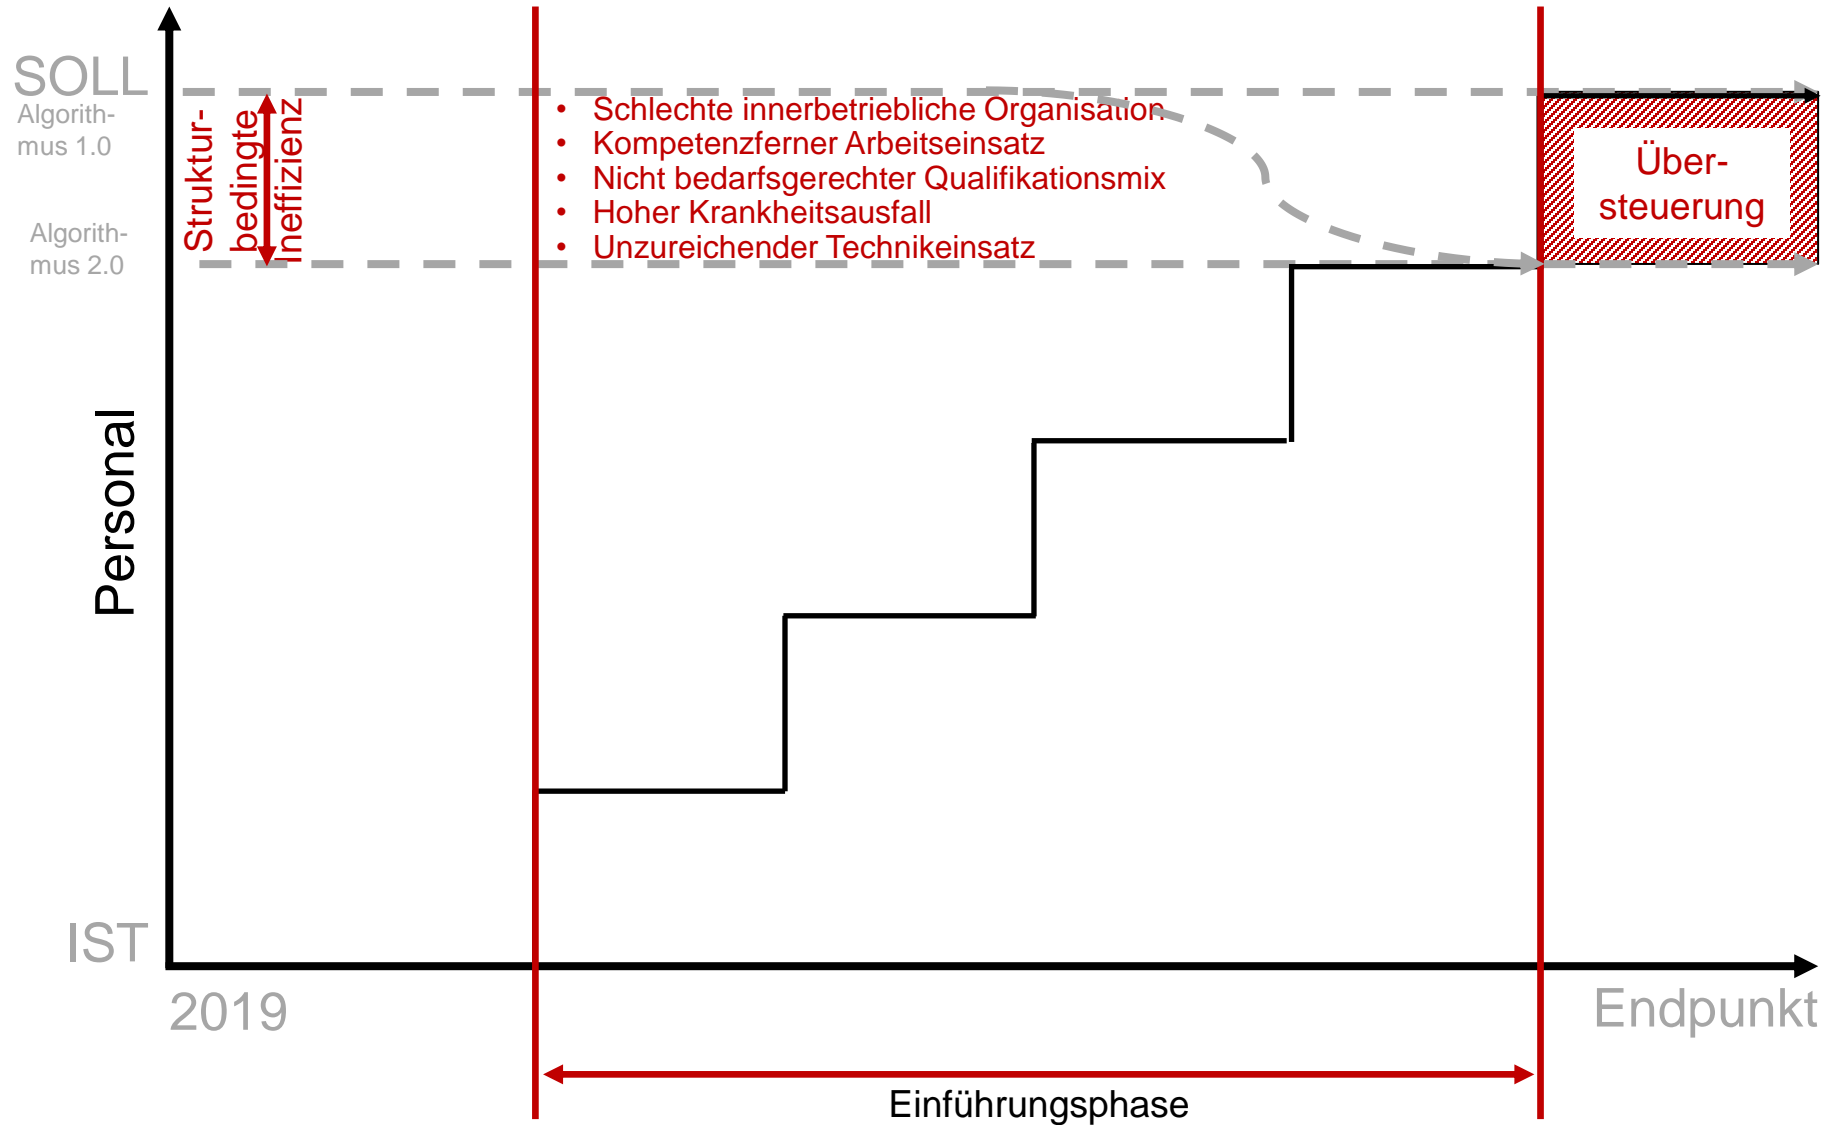 SOLL
Algorith-
mus 1.0
Algorith-
mus 2.0
Struktur-
bedingte
Ineffizienz
• Schlechte innerbetriebliche Organisation
• Kompetenzferner Arbeitseinsatz
• Nicht bedarfsgerechter Qualifikationsmix
• Hoher Krankheitsausfall
• Unzureichender Technikeinsatz
Über-
steuerung
Personal
IST
2019
Endpunkt
Einführungsphase